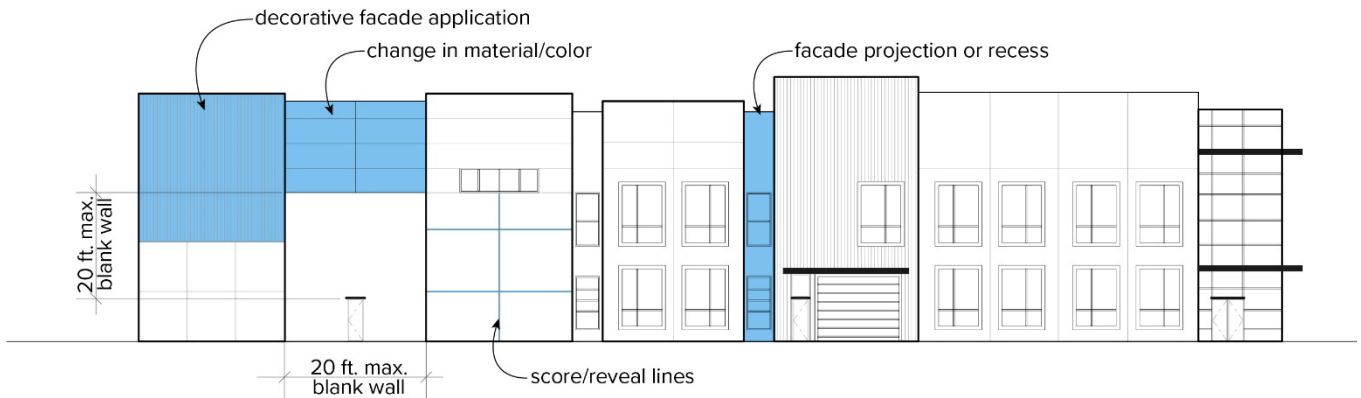 decorative facade application
change in material/color
facade projection or recess
20 ft. max.
blank wall
20 ft. max.
blank wall
score/reveal lines